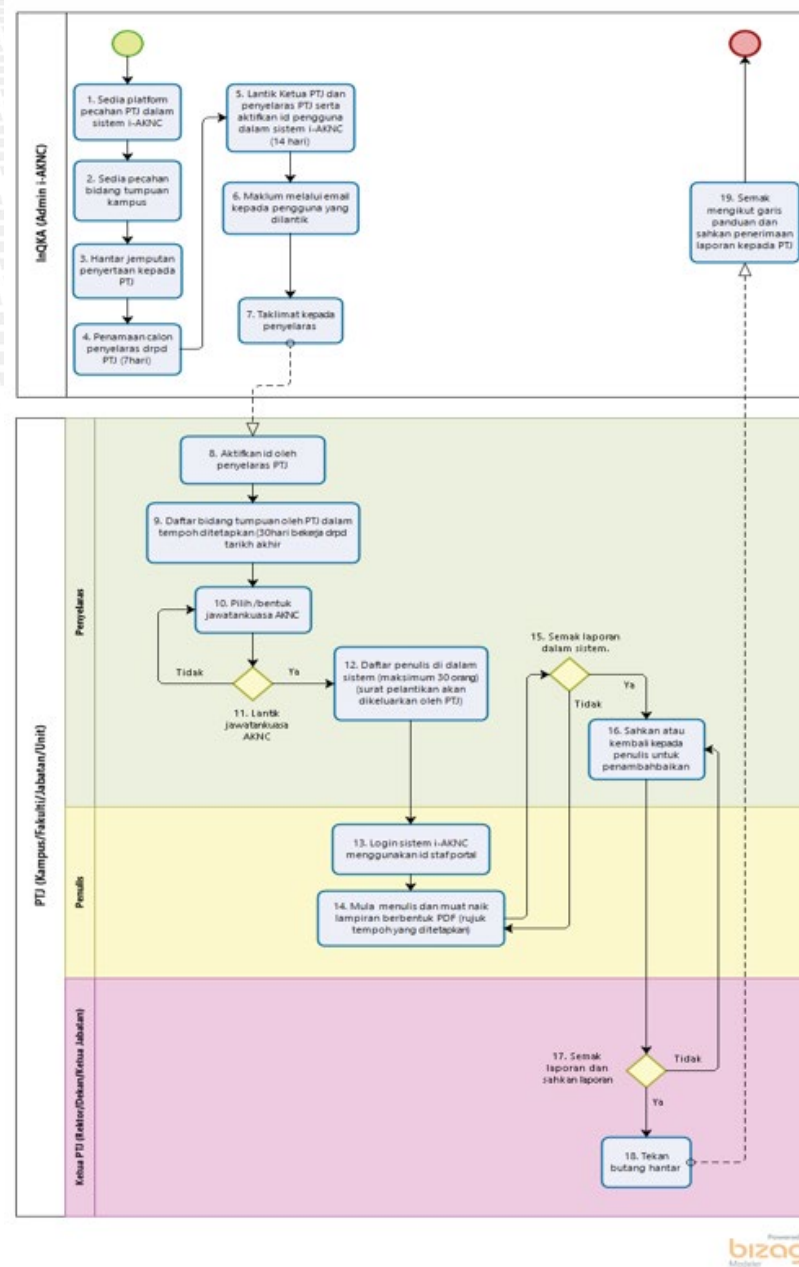 InQKA (Admin i-AKNC)
1. Sedia platform
pecahan PTJ dalam
sistem i-AKNC
2. Sedia pecahan
bidang tumpuan
kampus
3. Hantar jemputan
penyertaan kepada
PTJ
4. Penamaan calon
penyelaras drpd
PTJ (7hari)
5. Lantik Ketua PTJ dan
penyelaras PTJ serta
aktifkan id pengguna
dalam sistem i-AKNC
(14 hari)
6. Maklum melalui email
kepada pengguna yang
dilantik
7. Taklimat kepada
penyelaras
19. Semak
mengikut garis
panduan dan
sahkan penerimaan
laporan kepada PTJ
PTJ (Kampus/Fakulti/Jabatan/Unit)
Penyelaras
8. Aktifkan id oleh
penyelaras PTJ
9. Daftar bidang tumpuan oleh PTJ dalam
tempoh ditetapkan (30hari bekerja drpd
tarikh akhir
10. Pilih/bentuk
jawatankuasa AKNC
Tidak
Ya
11. Lantik
jawatankuasa
AKNC
12. Daftar penulis di dalam
sistem (maksimum 30 orang)
(surat pelantikan akan
dikeluarkan oleh PTJ)
15. Semak laporan
dalam sistem.
Ya
Tidak
16. Sahkan atau
kembali kepada
penulis untuk
penambahbaikan
Penulis
13. Login sistem i-AKNC
menggunakan id staf portal
14. Mula menulis dan muat naik
lampiran berbentuk PDF (rujuk
tempoh yang ditetapkan)
Ketua PTJ (Rektor/Dekan/Ketua Jabatan)
17. Semak
laporan dan
sahkan laporan
Tidak
Ya
18. Tekan
butang hantar
Powered
bizag
Modeler